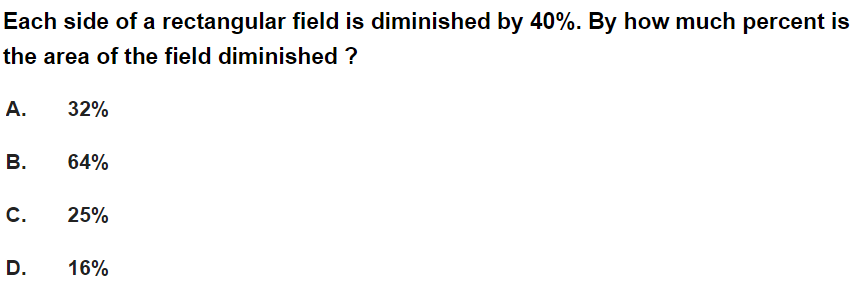 Each side of a rectangular field is diminished by 40%. By how much percent is
the area of the field diminished ?
A. 32%
B. 64%
C. 25%
D. 16%